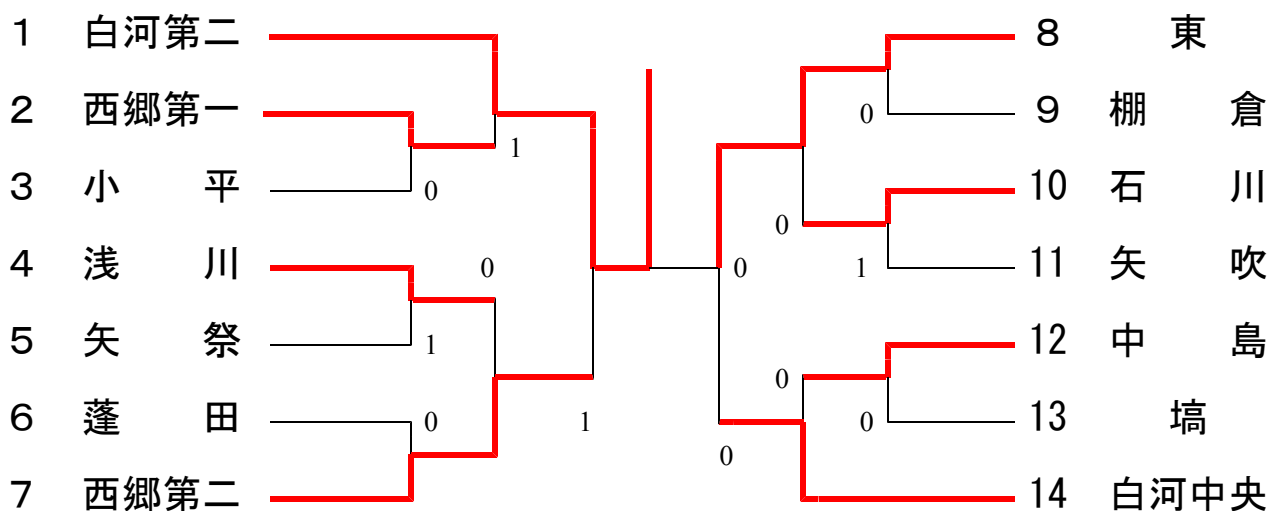 1 白河第二
2 西郷第一
3 小平
4 浅川
5 矢祭
6 蓬田
7 西郷第二
1
0
0
1
0
1
8 東
9 棚倉
10 石川
11 矢吹
12 中島
13 塙
14 白河中央
0
0
0
1
0
0
0